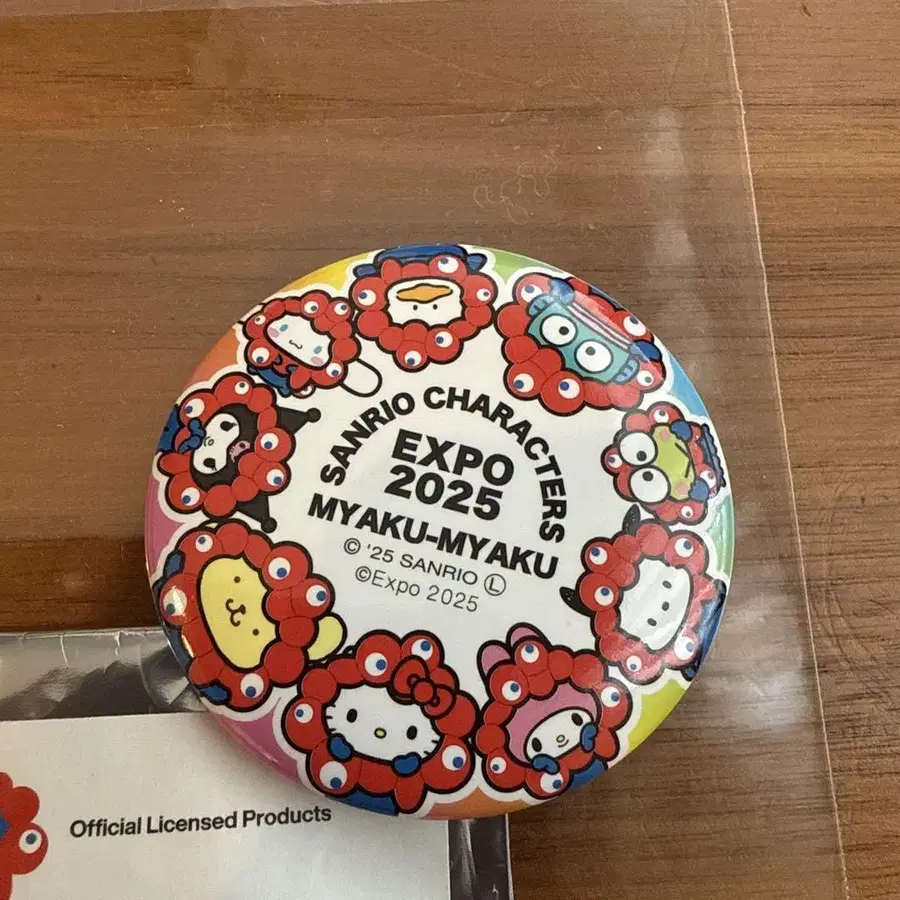 SANRIO CHARACTERS
EXPO
2025
MYAKU-MYAKU
© '25 SANRIO Ⓛ
©Expo 2025
Official Licensed Products